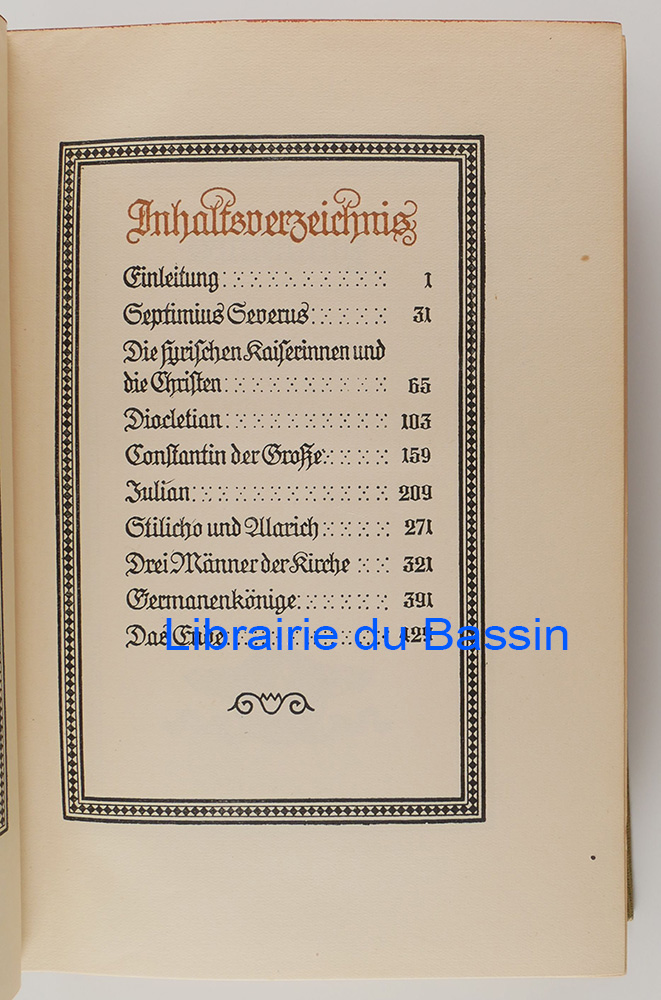 Inhaltsverzeichnis
Einleitung 1
Septimius Severus 31
Die syrischen Kaiserinnen und
die Christen 65
Diocletian 103
Constantin der Große 159
Julian 209
Stilicho und Alarich 271
Drei Männer der Kirche 321
Germanenkönige 391
Das Ende 425
Librairie du Bassin